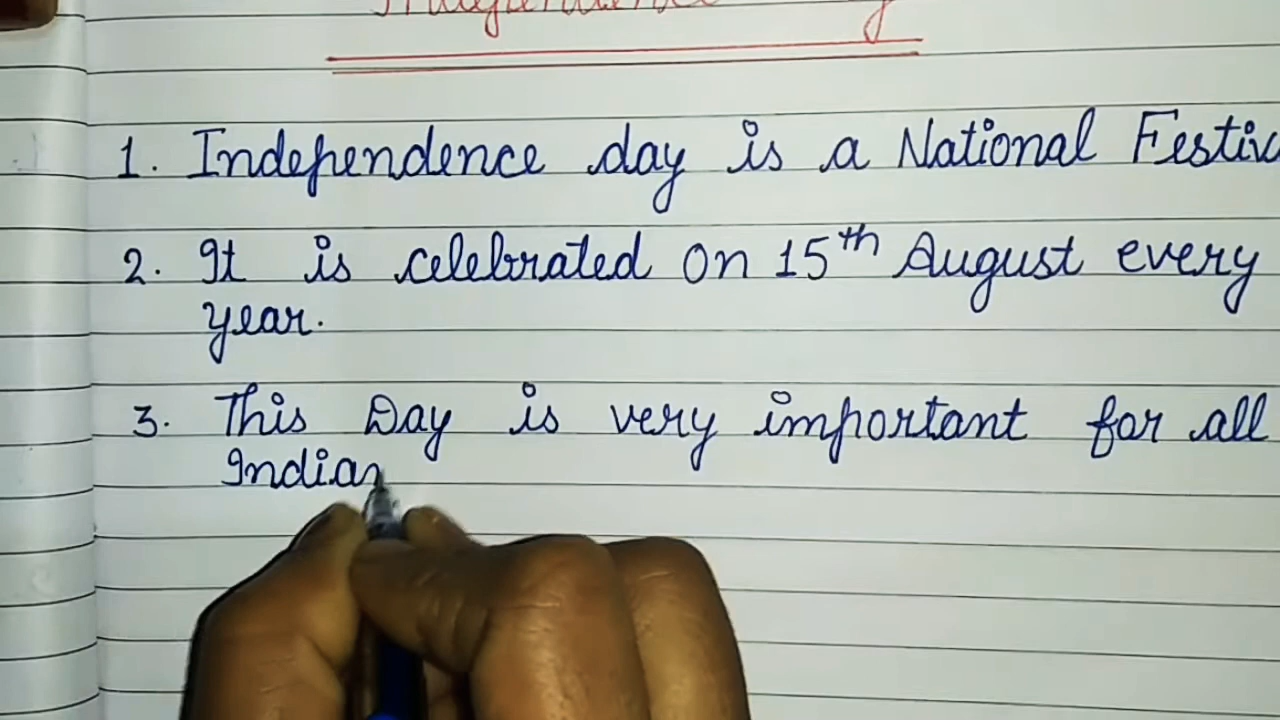 Independence
1. Independence day is a National
2. It is celebrated on 15th August every
year.
3. This Day is very important for all
Indian